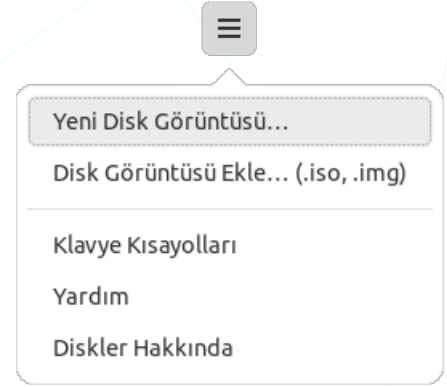 Yeni Disk Görüntüsü…
Disk Görüntüsü Ekle… (.iso, .img)
Klavye Kısayolları
Yardım
Diskler Hakkında